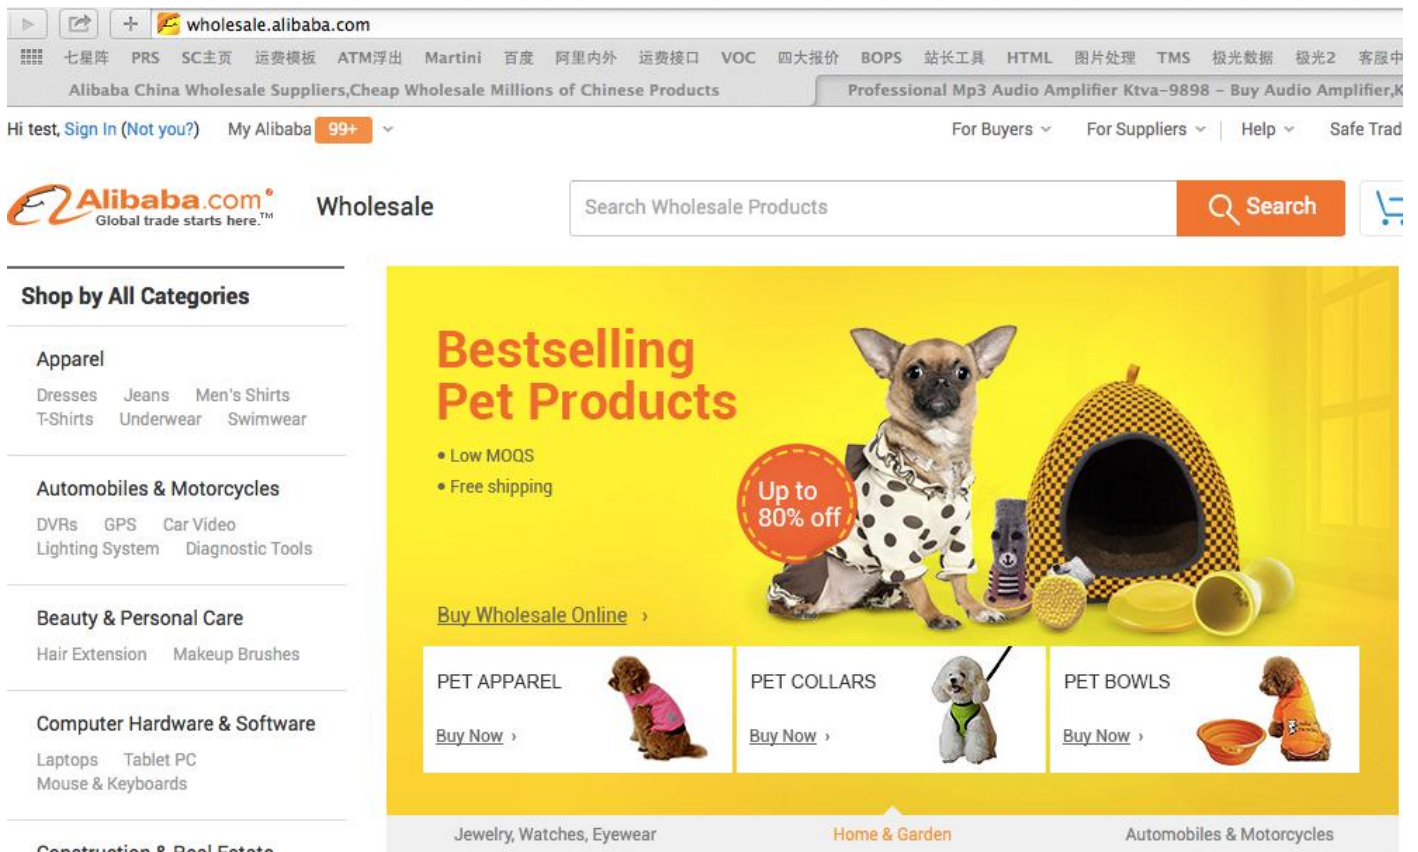 wholesale.alibaba.com
七星阵 PRS SC主页 运费模板 ATM浮出 Martini 百度 阿里内外 运费接口 VOC 四大报价 BOPS 站长工具 HTML 图片处理 TMS 极光数据 极光2 客服中
Alibaba China Wholesale Suppliers,Cheap Wholesale Millions of Chinese Products
Professional Mp3 Audio Amplifier Ktva-9898 – Buy Audio Amplifier,K
Hi test, Sign In (Not you?) My Alibaba 99+
For Buyers For Suppliers Help Safe Trad
Alibaba.com
Global trade starts here.™
Wholesale
Search Wholesale Products
Search
Shop by All Categories
Apparel
Dresses Jeans Men's Shirts
T-Shirts Underwear Swimwear
Automobiles & Motorcycles
DVRs GPS Car Video
Lighting System Diagnostic Tools
Beauty & Personal Care
Hair Extension Makeup Brushes
Computer Hardware & Software
Laptops Tablet PC
Mouse & Keyboards
Construction & Real Estate
Bestselling
Pet Products
• Low MOQS
• Free shipping
Up to
80% off
Buy Wholesale Online ›
PET APPAREL
Buy Now ›
PET COLLARS
Buy Now ›
PET BOWLS
Buy Now ›
Jewelry, Watches, Eyewear
Home & Garden
Automobiles & Motorcycles